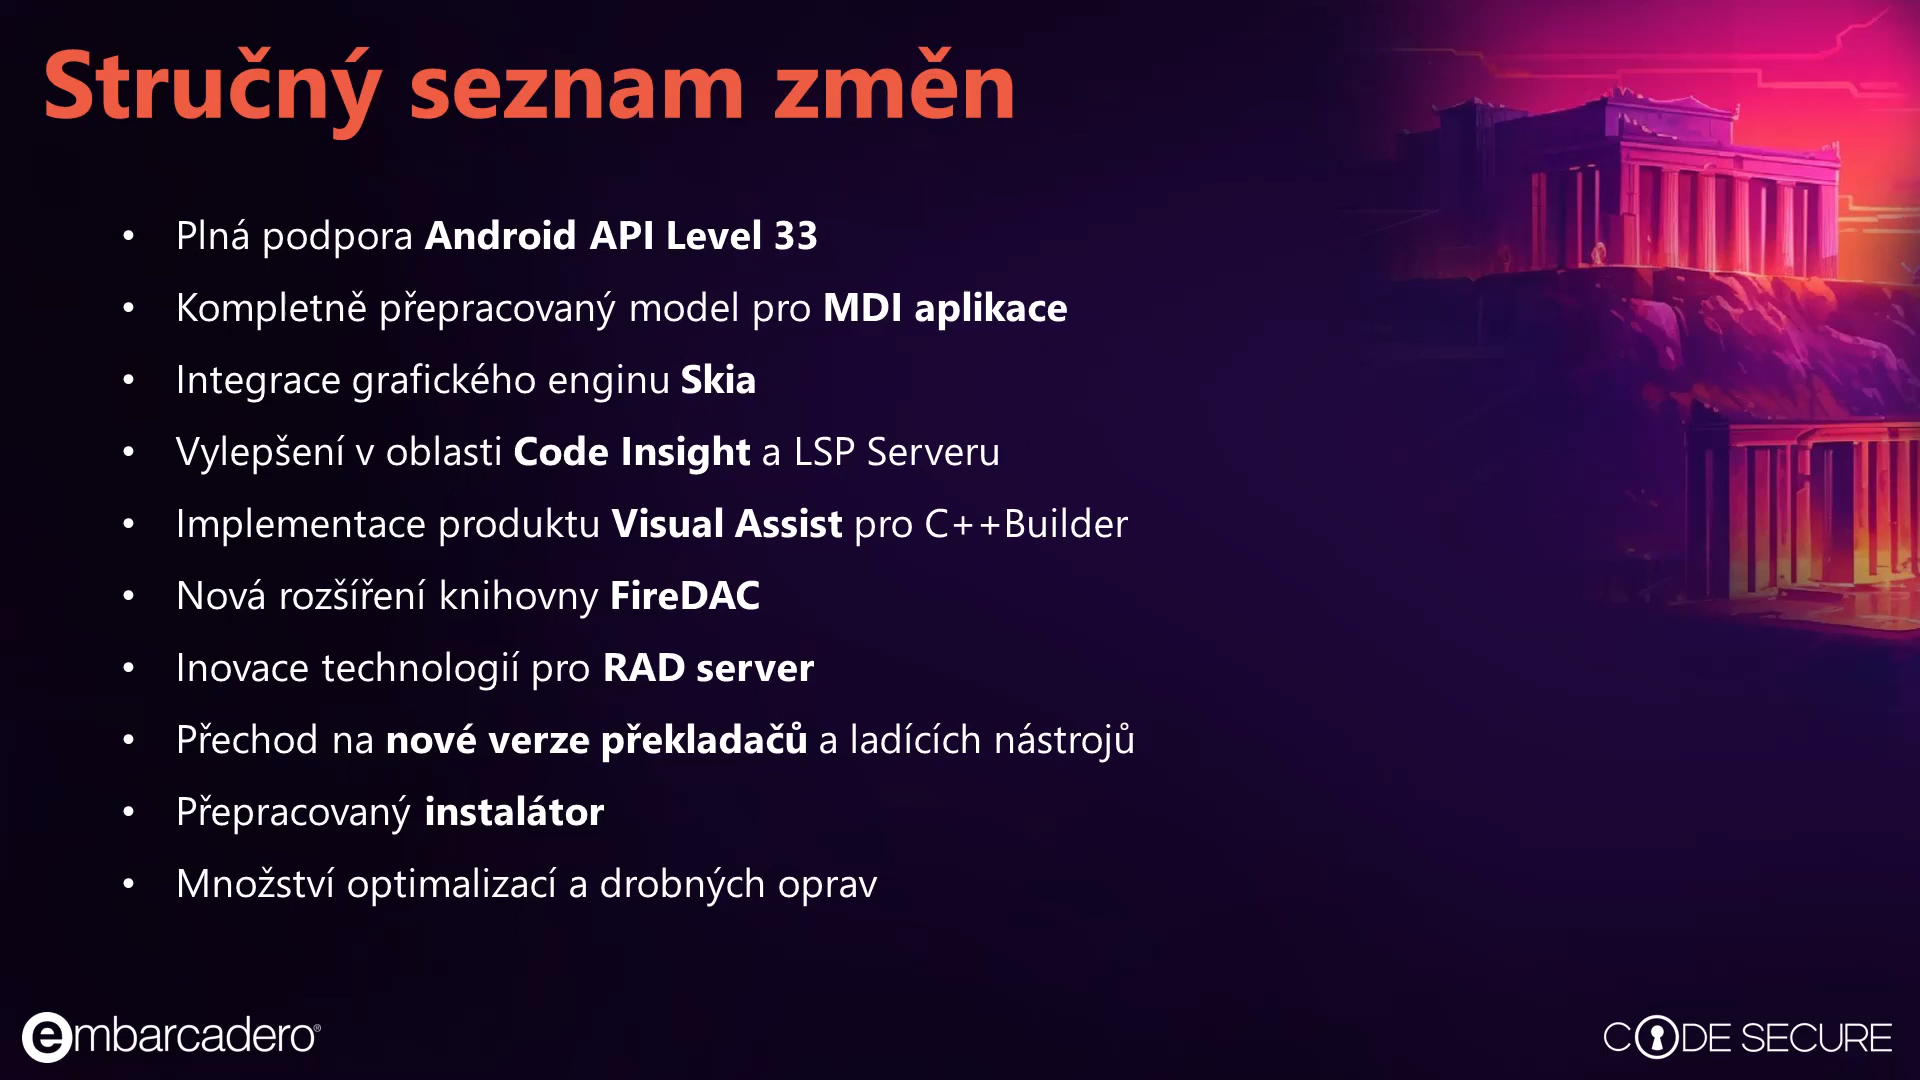 Stručný seznam změn
• Plná podpora Android API Level 33
• Kompletně přepracovaný model pro MDI aplikace
• Integrace grafického enginu Skia
• Vylepšení v oblasti Code Insight a LSP Serveru
• Implementace produktu Visual Assist pro C++Builder
• Nová rozšíření knihovny FireDAC
• Inovace technologií pro RAD server
• Přechod na nové verze překladačů a ladících nástrojů
• Přepracovaný instalátor
• Množství optimalizací a drobných oprav
embarcadero®
CODE SECURE